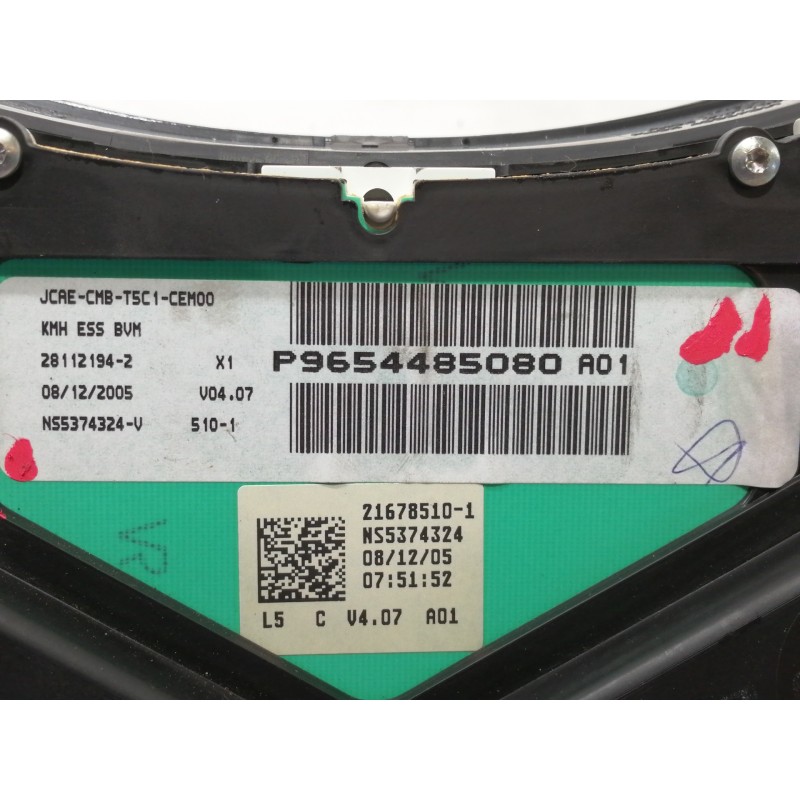 JCAE-CMB-T5C1-CEM00
KMH ESS BVM
28112194-2 X1
08/12/2005 V04.07
NS5374324-V 510-1
P9654485080 A01
21678510-1
NS5374324
08/12/05
07:51:52
L5 C V4.07 A01
VR